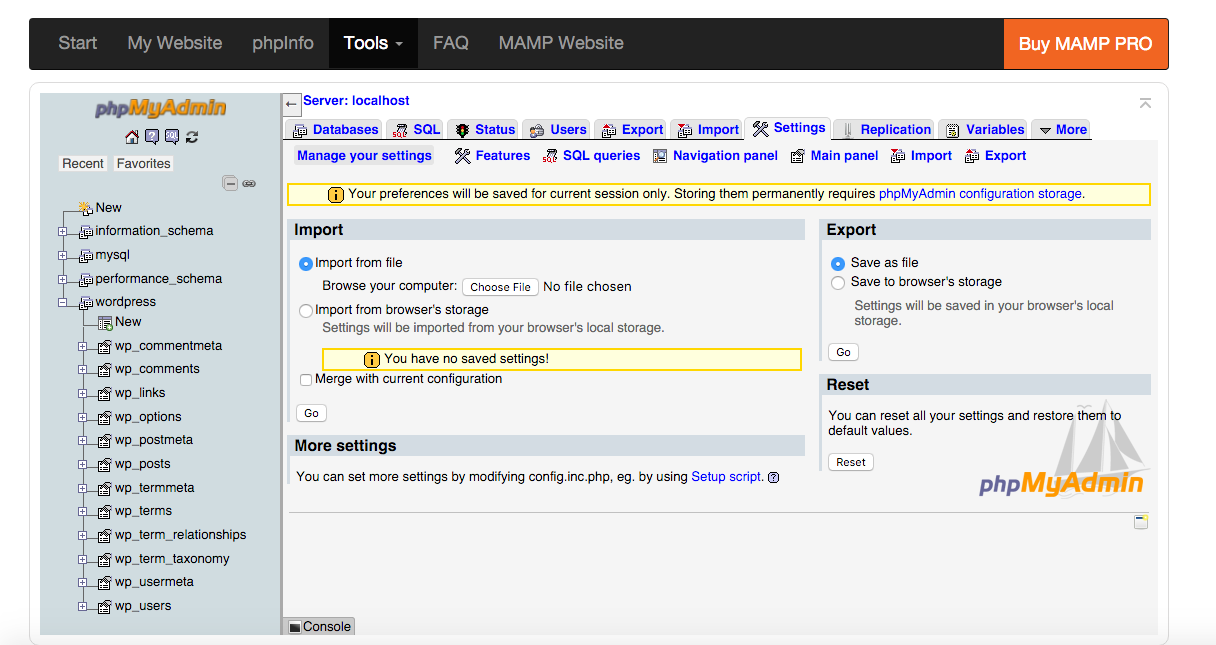 Start My Website phpInfo Tools FAQ MAMP Website Buy MAMP PRO
phpMyAdmin
Recent Favorites
New
information_schema
mysql
performance_schema
wordpress
New
wp_commentmeta
wp_comments
wp_links
wp_options
wp_postmeta
wp_posts
wp_termmeta
wp_terms
wp_term_relationships
wp_term_taxonomy
wp_usermeta
wp_users
Server: localhost
Databases SQL Status Users Export Import Settings Replication Variables More
Manage your settings Features SQL queries Navigation panel Main panel Import Export
Your preferences will be saved for current session only. Storing them permanently requires phpMyAdmin configuration storage.
Import
Import from file
Browse your computer: Choose File No file chosen
Import from browser's storage
Settings will be imported from your browser's local storage.
You have no saved settings!
Merge with current configuration
Go
More settings
You can set more settings by modifying config.inc.php, eg. by using Setup script.
Export
Save as file
Save to browser's storage
Settings will be saved in your browser's local
storage.
Go
Reset
You can reset all your settings and restore them to
default values.
Reset
phpMyAdmin
Console